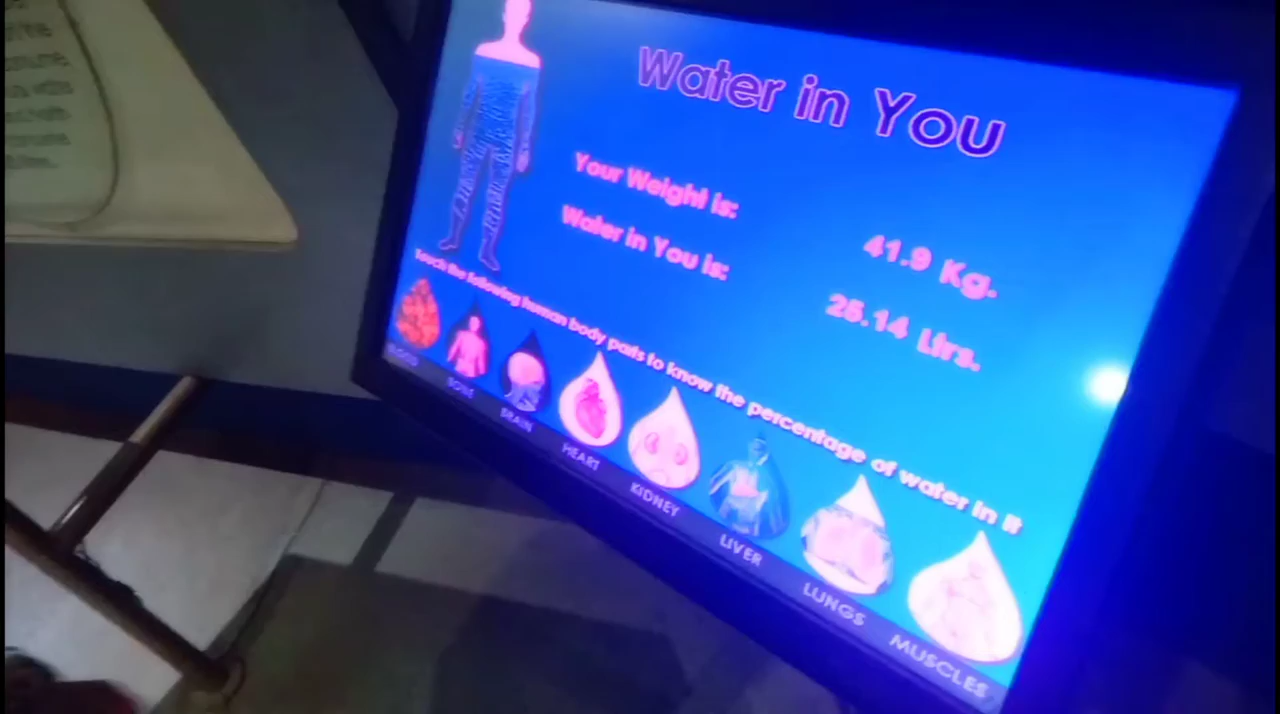 Water in You
Your Weight is: 41.9 Kg.
Water in You is: 25.14 Ltrs.
Touch the following human body parts to know the percentage of water in it
BLOOD BONE BRAIN HEART KIDNEY LIVER LUNGS MUSCLES